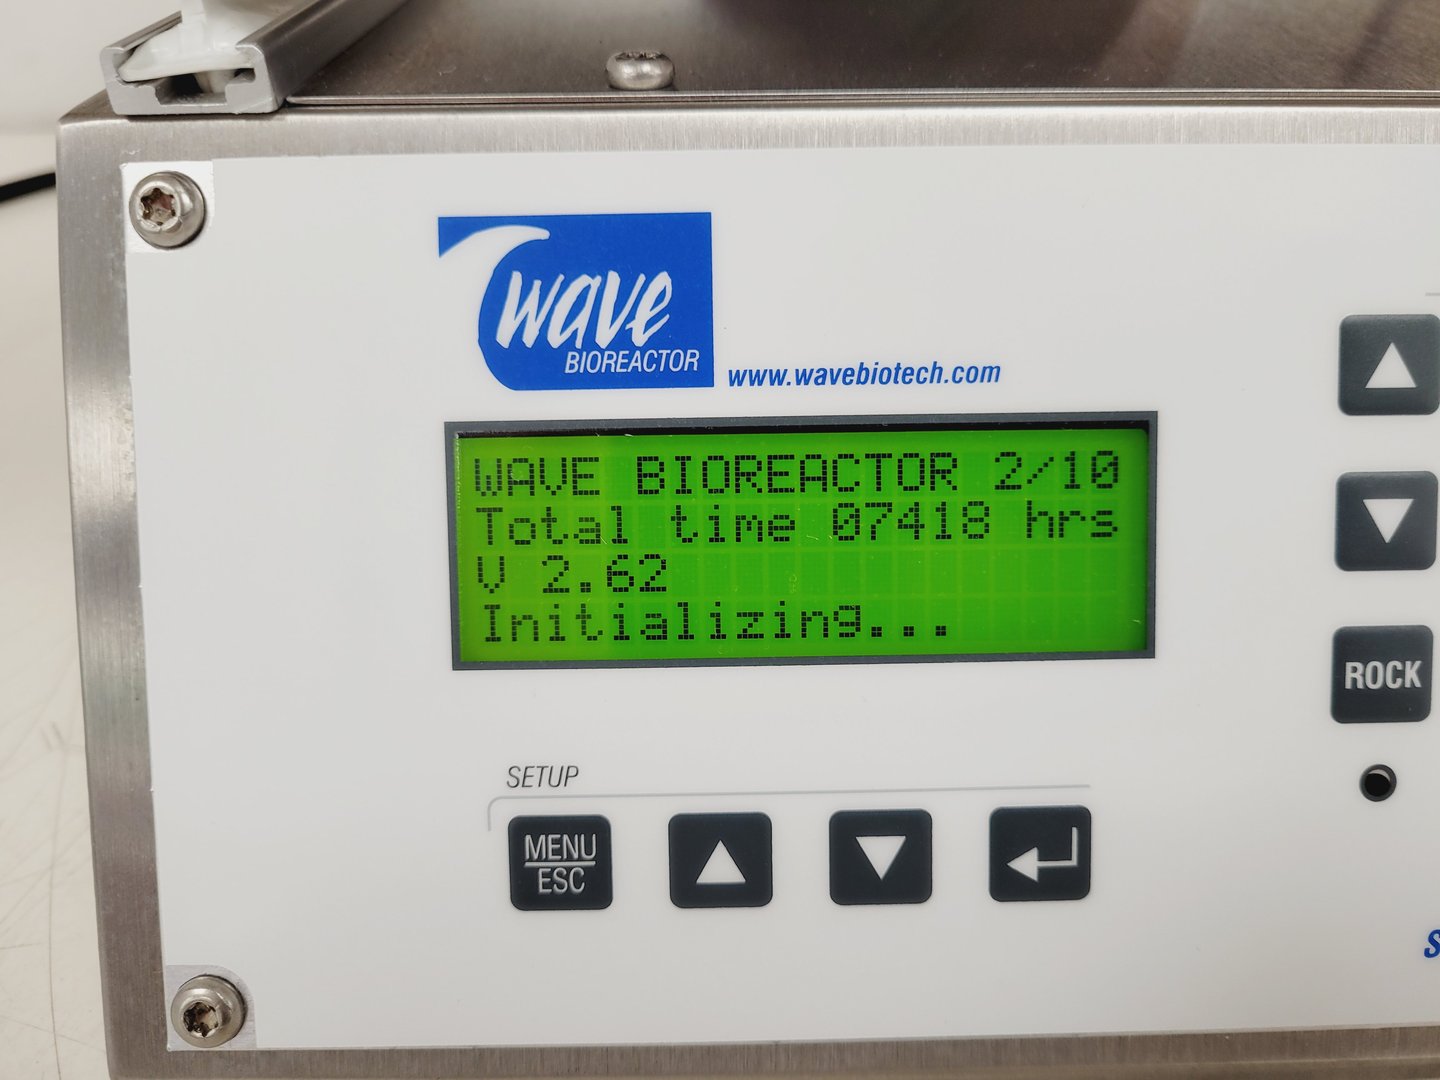 wave
BIOREACTOR
www.wavebiotech.com
WAVE BIOREACTOR 2/10
Total time 07418 hrs
V 2.62
Initializing...
ROCK
SETUP
MENU
ESC